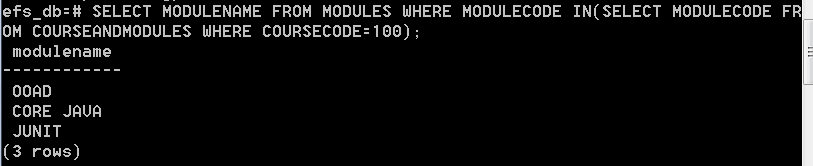 efs_db=# SELECT MODULENAME FROM MODULES WHERE MODULECODE IN(SELECT MODULECODE FR
OM COURSEANDMODULES WHERE COURSECODE=100);
 modulename
------------
 OOAD
 CORE JAVA
 JUNIT
(3 rows)